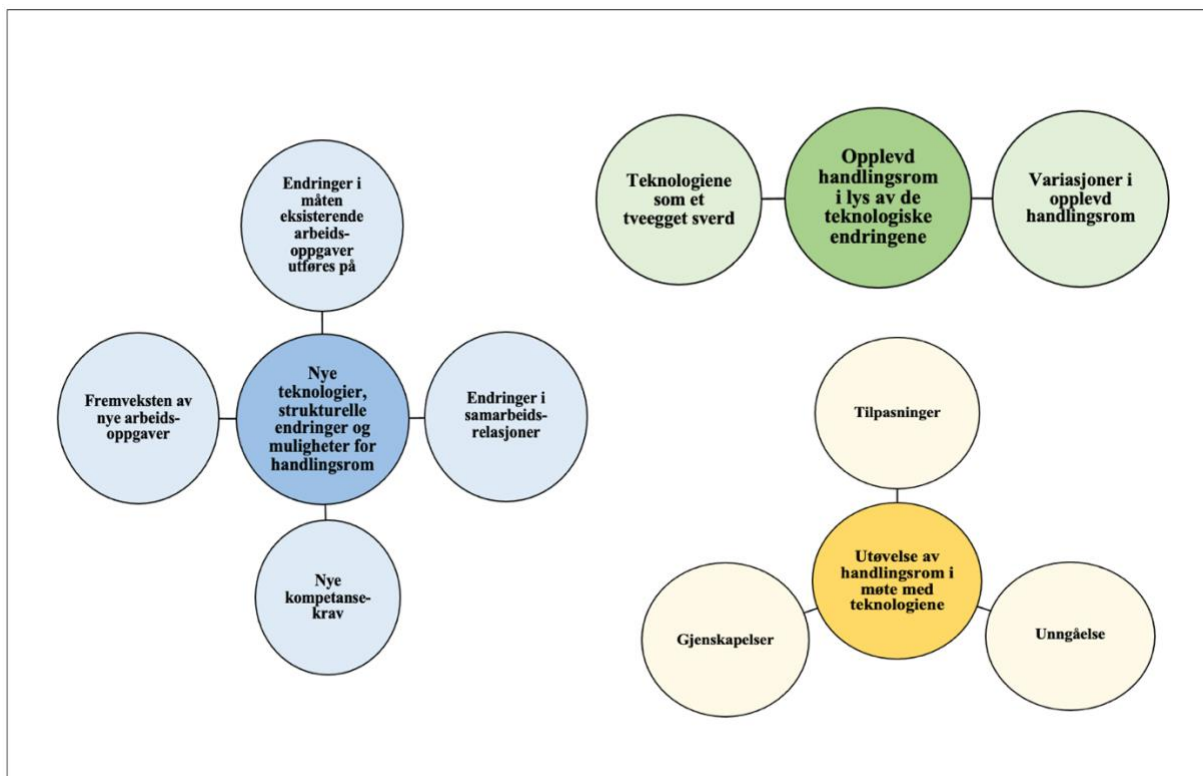 Endringer i
måten
eksisterende
arbeids-
oppgaver
utføres på
Fremveksten av
nye arbeids-
oppgaver
Nye
teknologier,
strukturelle
endringer og
muligheter for
handlingsrom
Endringer i
samarbeids-
relasjoner
Nye
kompetanse-
krav
Teknologiene
som et
tveegget sverd
Opplevd
handlingsrom
i lys av de
teknologiske
endringene
Variasjoner i
opplevd
handlingsrom
Tilpasninger
Utøvelse av
handlingsrom i
møte med
teknologiene
Gjenskapelser
Unngåelse